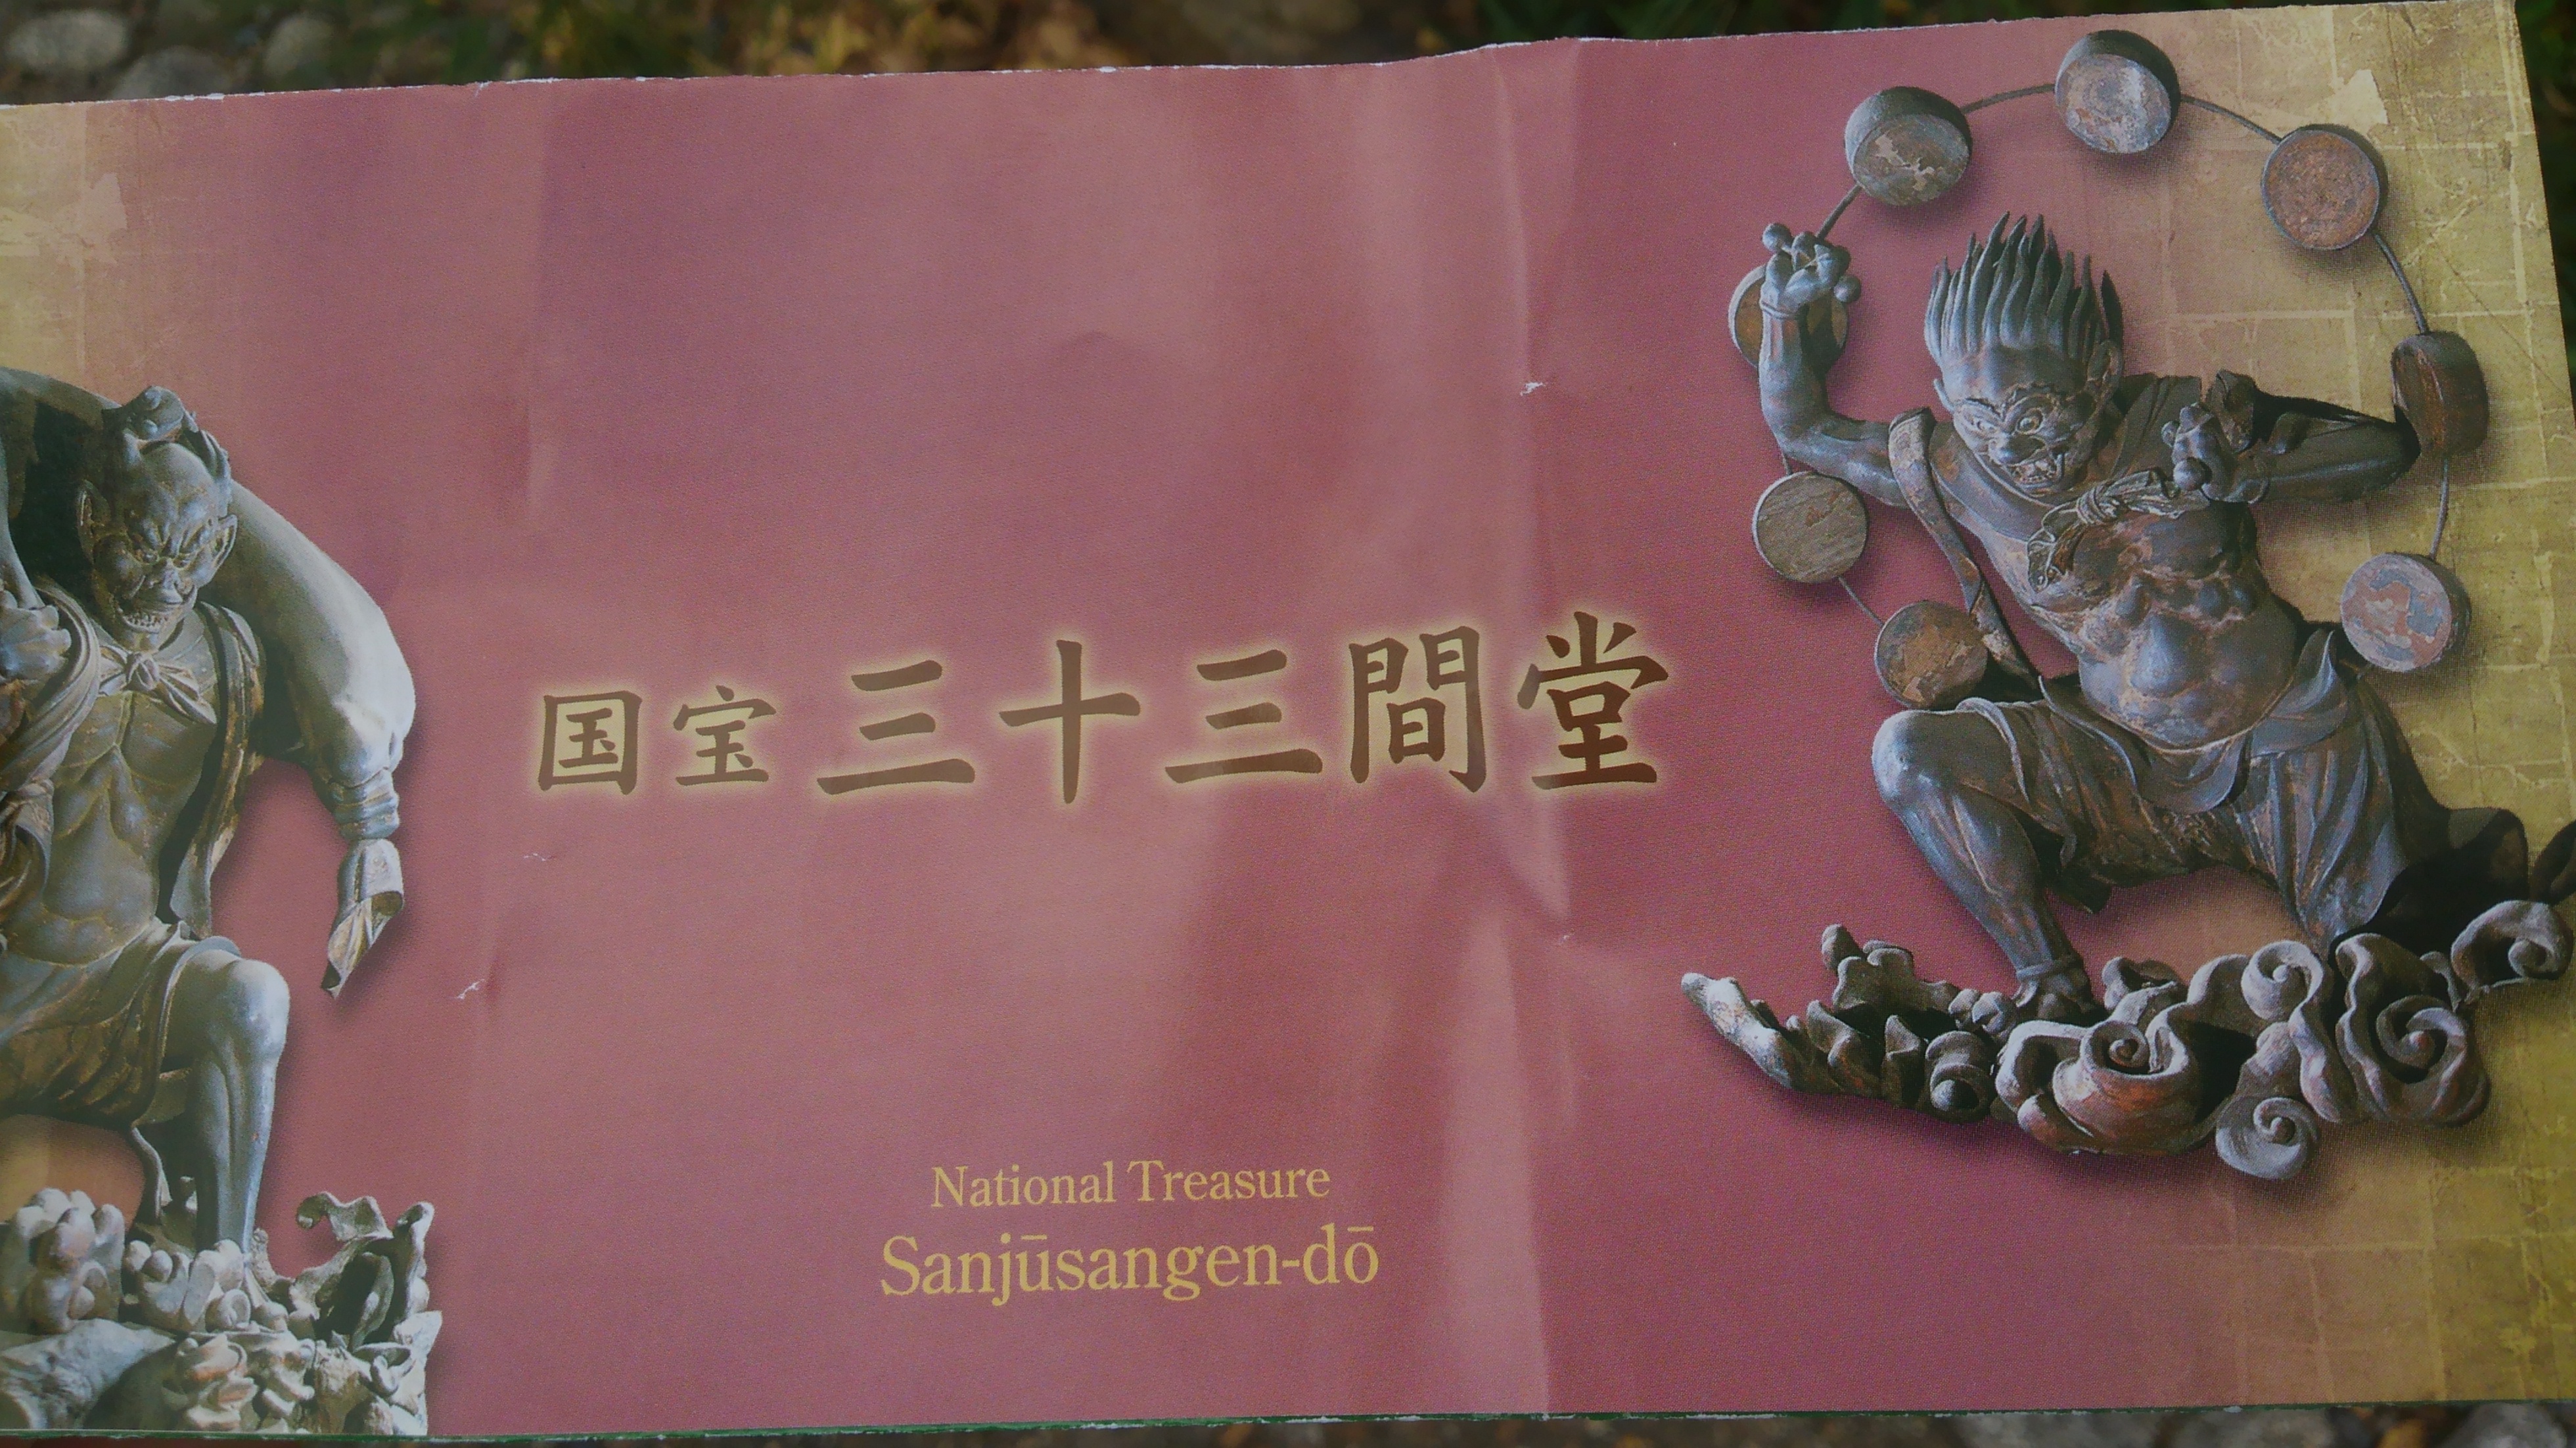 国宝 三十三間堂
National Treasure
Sanjūsangen-dō